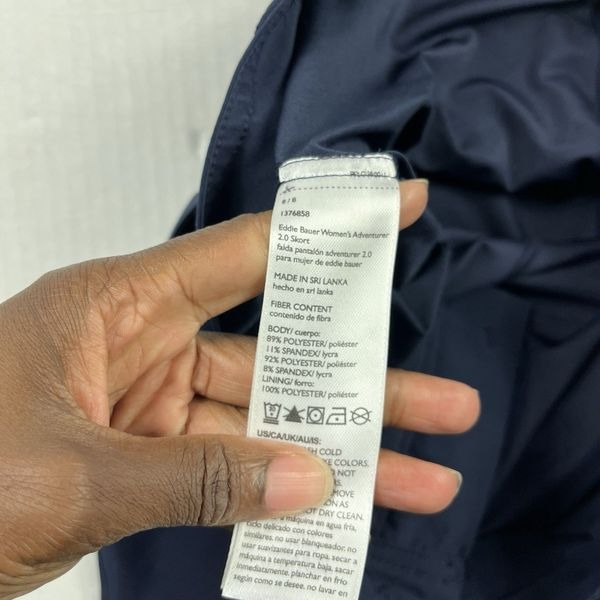 6 / 6
1376858
Eddie Bauer Women's Adventurer
2.0 Skort
falda pantalón adventurer 2.0
para mujer de eddie bauer
MADE IN SRI LANKA
hecho en sri lanka
FIBER CONTENT
contenido de fibra
BODY/ cuerpo:
89% POLYESTER/ poliéster
11% SPANDEX/ lycra
92% POLYESTER/ poliéster
8% SPANDEX/ lycra
LINING/ forro:
100% POLYESTER/ poliéster
US/CA/UK/AU/IS:
COLD
COLORS,
NOT
AS
NOT DRY CLEAN.
a máquina en agua fría,
ciclo delicado con colores
similares. no usar blanqueador. no
usar suavizantes para ropa. secar a
máquina a temperatura baja. sacar
inmediatamente. planchar en frío
según como se desee. no lavar en